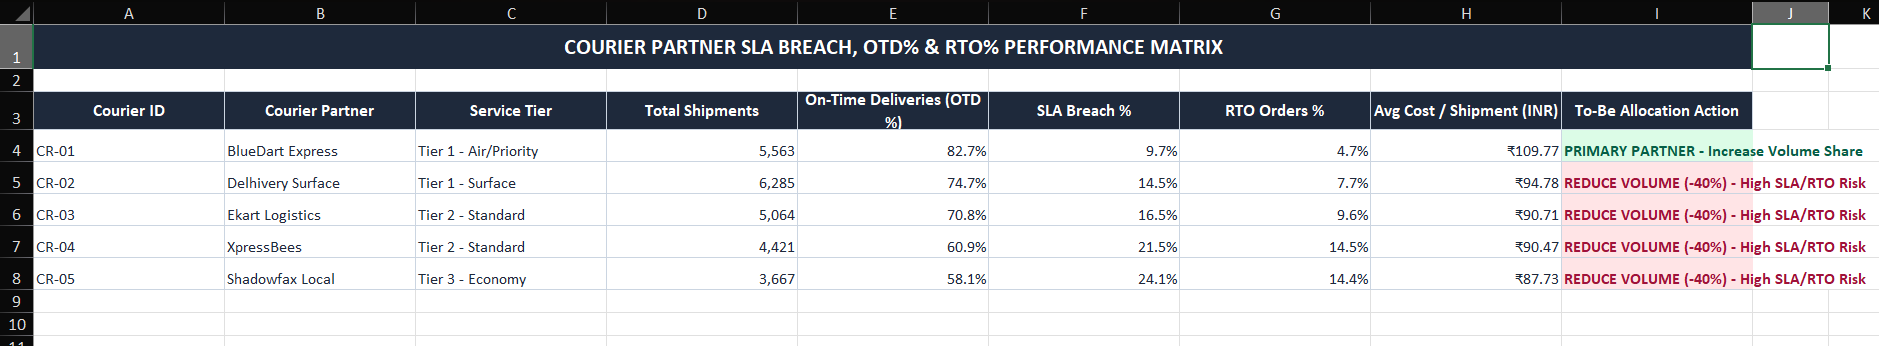 A B C D E F G H I J K
1 COURIER PARTNER SLA BREACH, OTD% & RTO% PERFORMANCE MATRIX
2
3 Courier ID Courier Partner Service Tier Total Shipments On-Time Deliveries (OTD %) SLA Breach % RTO Orders % Avg Cost / Shipment (INR) To-Be Allocation Action
4 CR-01 BlueDart Express Tier 1 - Air/Priority 5,563 82.7% 9.7% 4.7% ₹109.77 PRIMARY PARTNER - Increase Volume Share
5 CR-02 Delhivery Surface Tier 1 - Surface 6,285 74.7% 14.5% 7.7% ₹94.78 REDUCE VOLUME (-40%) - High SLA/RTO Risk
6 CR-03 Ekart Logistics Tier 2 - Standard 5,064 70.8% 16.5% 9.6% ₹90.71 REDUCE VOLUME (-40%) - High SLA/RTO Risk
7 CR-04 XpressBees Tier 2 - Standard 4,421 60.9% 21.5% 14.5% ₹90.47 REDUCE VOLUME (-40%) - High SLA/RTO Risk
8 CR-05 Shadowfax Local Tier 3 - Economy 3,667 58.1% 24.1% 14.4% ₹87.73 REDUCE VOLUME (-40%) - High SLA/RTO Risk
9
10
11